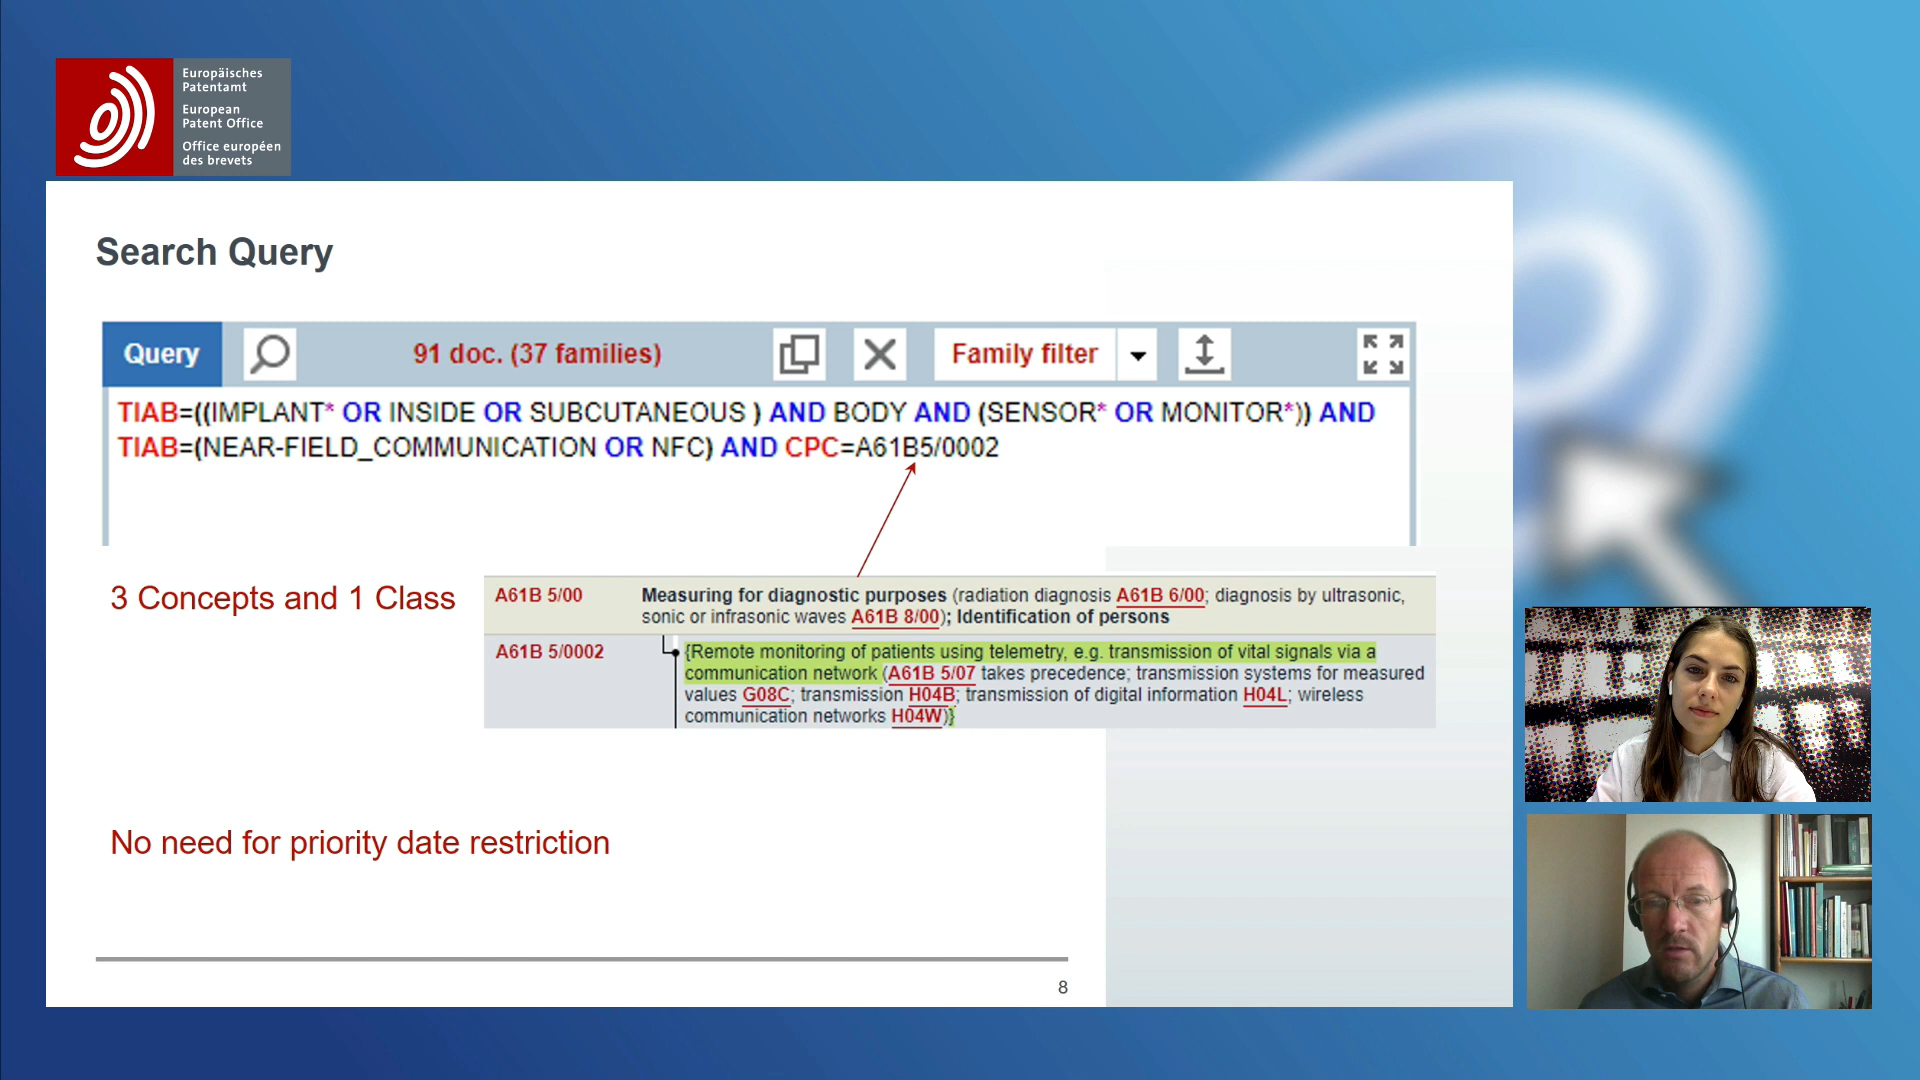 Europäisches
Patentamt
European
Patent Office
Office européen
des brevets
Search Query
Query
91 doc. (37 families)
Family filter
TIAB=((IMPLANT* OR INSIDE OR SUBCUTANEOUS ) AND BODY AND (SENSOR* OR MONITOR*)) AND
TIAB=(NEAR-FIELD_COMMUNICATION OR NFC) AND CPC=A61B5/0002
3 Concepts and 1 Class
A61B 5/00 Measuring for diagnostic purposes (radiation diagnosis A61B 6/00; diagnosis by ultrasonic,
sonic or infrasonic waves A61B 8/00); Identification of persons
A61B 5/0002 {Remote monitoring of patients using telemetry, e.g. transmission of vital signals via a
communication network (A61B 5/07 takes precedence; transmission systems for measured
values G08C; transmission H04B; transmission of digital information H04L; wireless
communication networks H04W)}
No need for priority date restriction
8